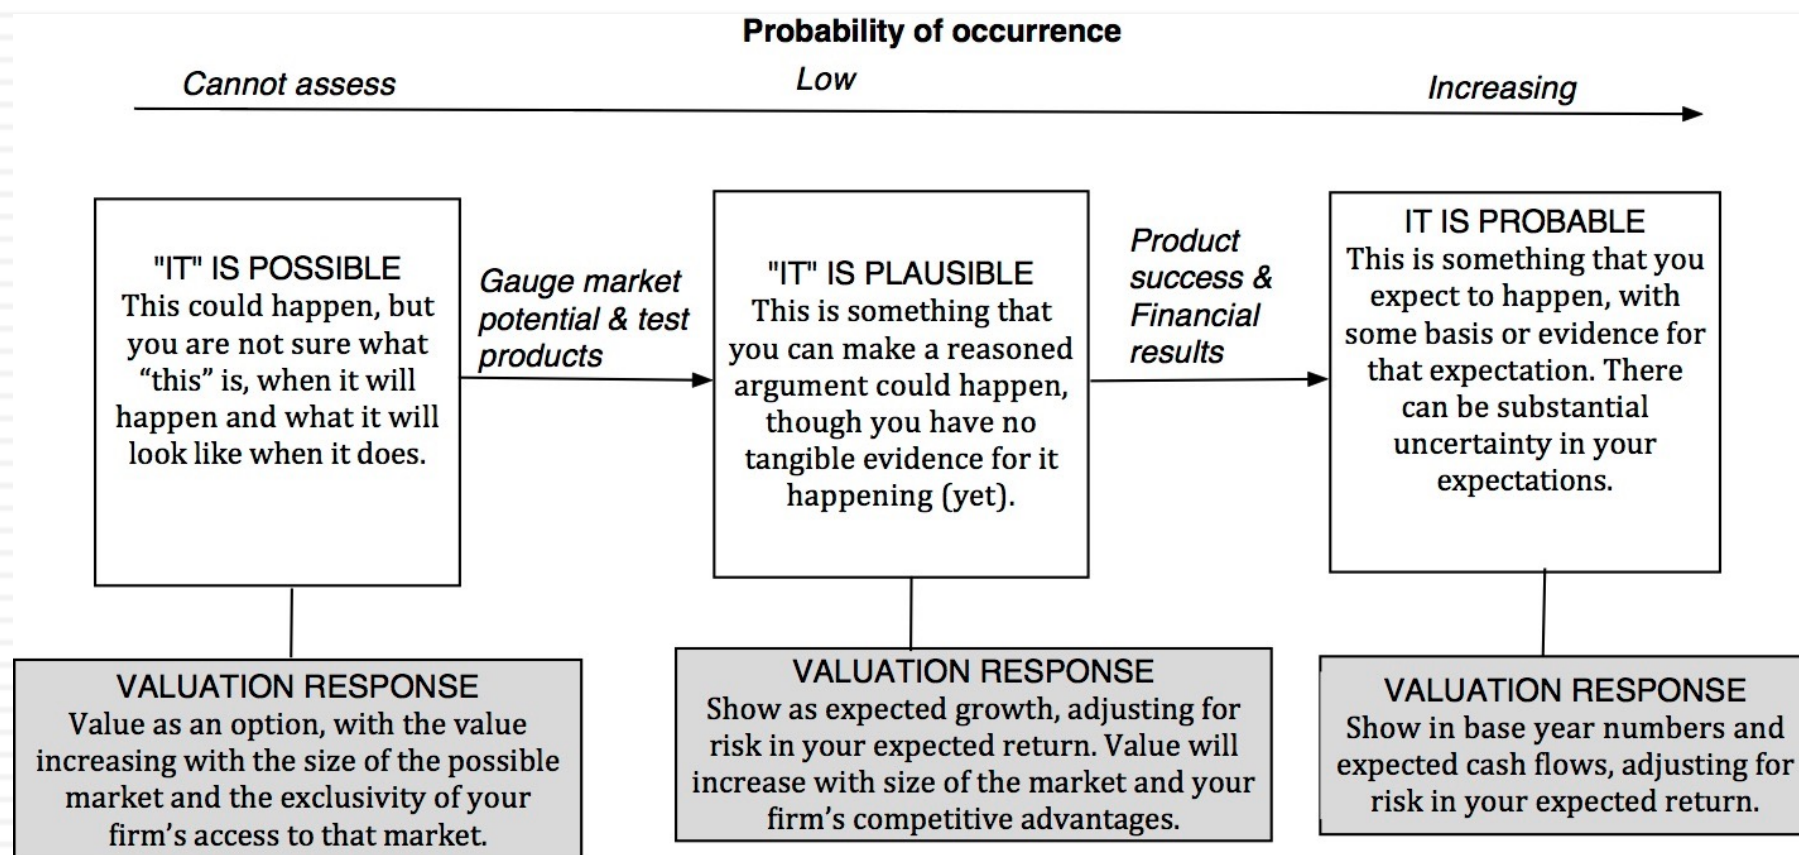 Probability of occurrence
Cannot assess
Low
Increasing
"IT" IS POSSIBLE
This could happen, but
you are not sure what
“this” is, when it will
happen and what it will
look like when it does.
Gauge market
potential & test
products
"IT" IS PLAUSIBLE
This is something that
you can make a reasoned
argument could happen,
though you have no
tangible evidence for it
happening (yet).
Product
success &
Financial
results
IT IS PROBABLE
This is something that you
expect to happen, with
some basis or evidence for
that expectation. There
can be substantial
uncertainty in your
expectations.
VALUATION RESPONSE
Value as an option, with the value
increasing with the size of the possible
market and the exclusivity of your
firm’s access to that market.
VALUATION RESPONSE
Show as expected growth, adjusting for
risk in your expected return. Value will
increase with size of the market and your
firm’s competitive advantages.
VALUATION RESPONSE
Show in base year numbers and
expected cash flows, adjusting for
risk in your expected return.